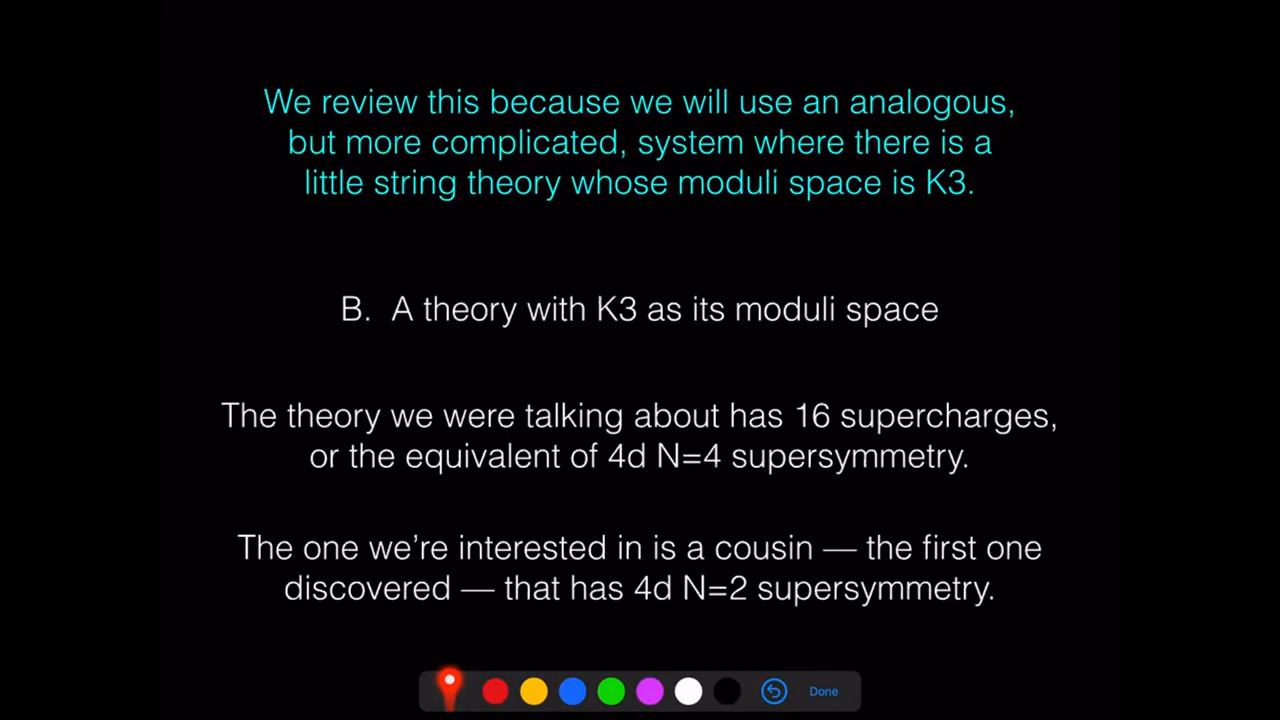 We review this because we will use an analogous,
but more complicated, system where there is a
little string theory whose moduli space is K3.
B. A theory with K3 as its moduli space
The theory we were talking about has 16 supercharges,
or the equivalent of 4d N=4 supersymmetry.
The one we’re interested in is a cousin — the first one
discovered — that has 4d N=2 supersymmetry.
Done